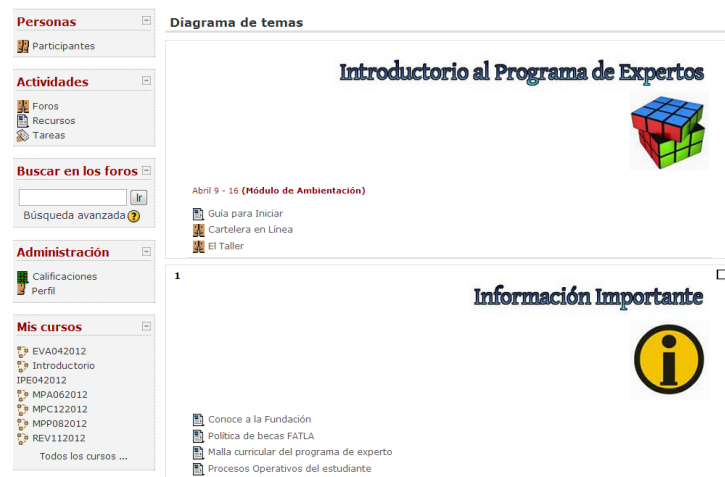 Personas
Participantes
Actividades
Foros
Recursos
Tareas
Buscar en los foros
Ir
Búsqueda avanzada
Administración
Calificaciones
Perfil
Mis cursos
EVA042012
Introductorio
IPE042012
MPA062012
MPC122012
MPP082012
REV112012
Todos los cursos ...
Diagrama de temas
Introductorio al Programa de Expertos
Abril 9 - 16 (Módulo de Ambientación)
Guía para Iniciar
Cartelera en Línea
El Taller
1
Información Importante
Conoce a la Fundación
Política de becas FATLA
Malla curricular del programa de experto
Procesos Operativos del estudiante